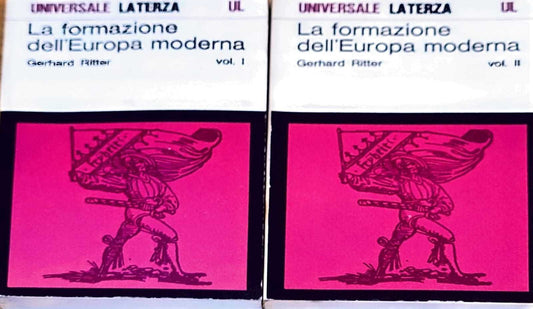 UNIVERSALE LATERZA UL
La formazione
dell'Europa moderna
Gerhard Ritter vol. I
UNIVERSALE LATERZA UL
La formazione
dell'Europa moderna
Gerhard Ritter vol. II